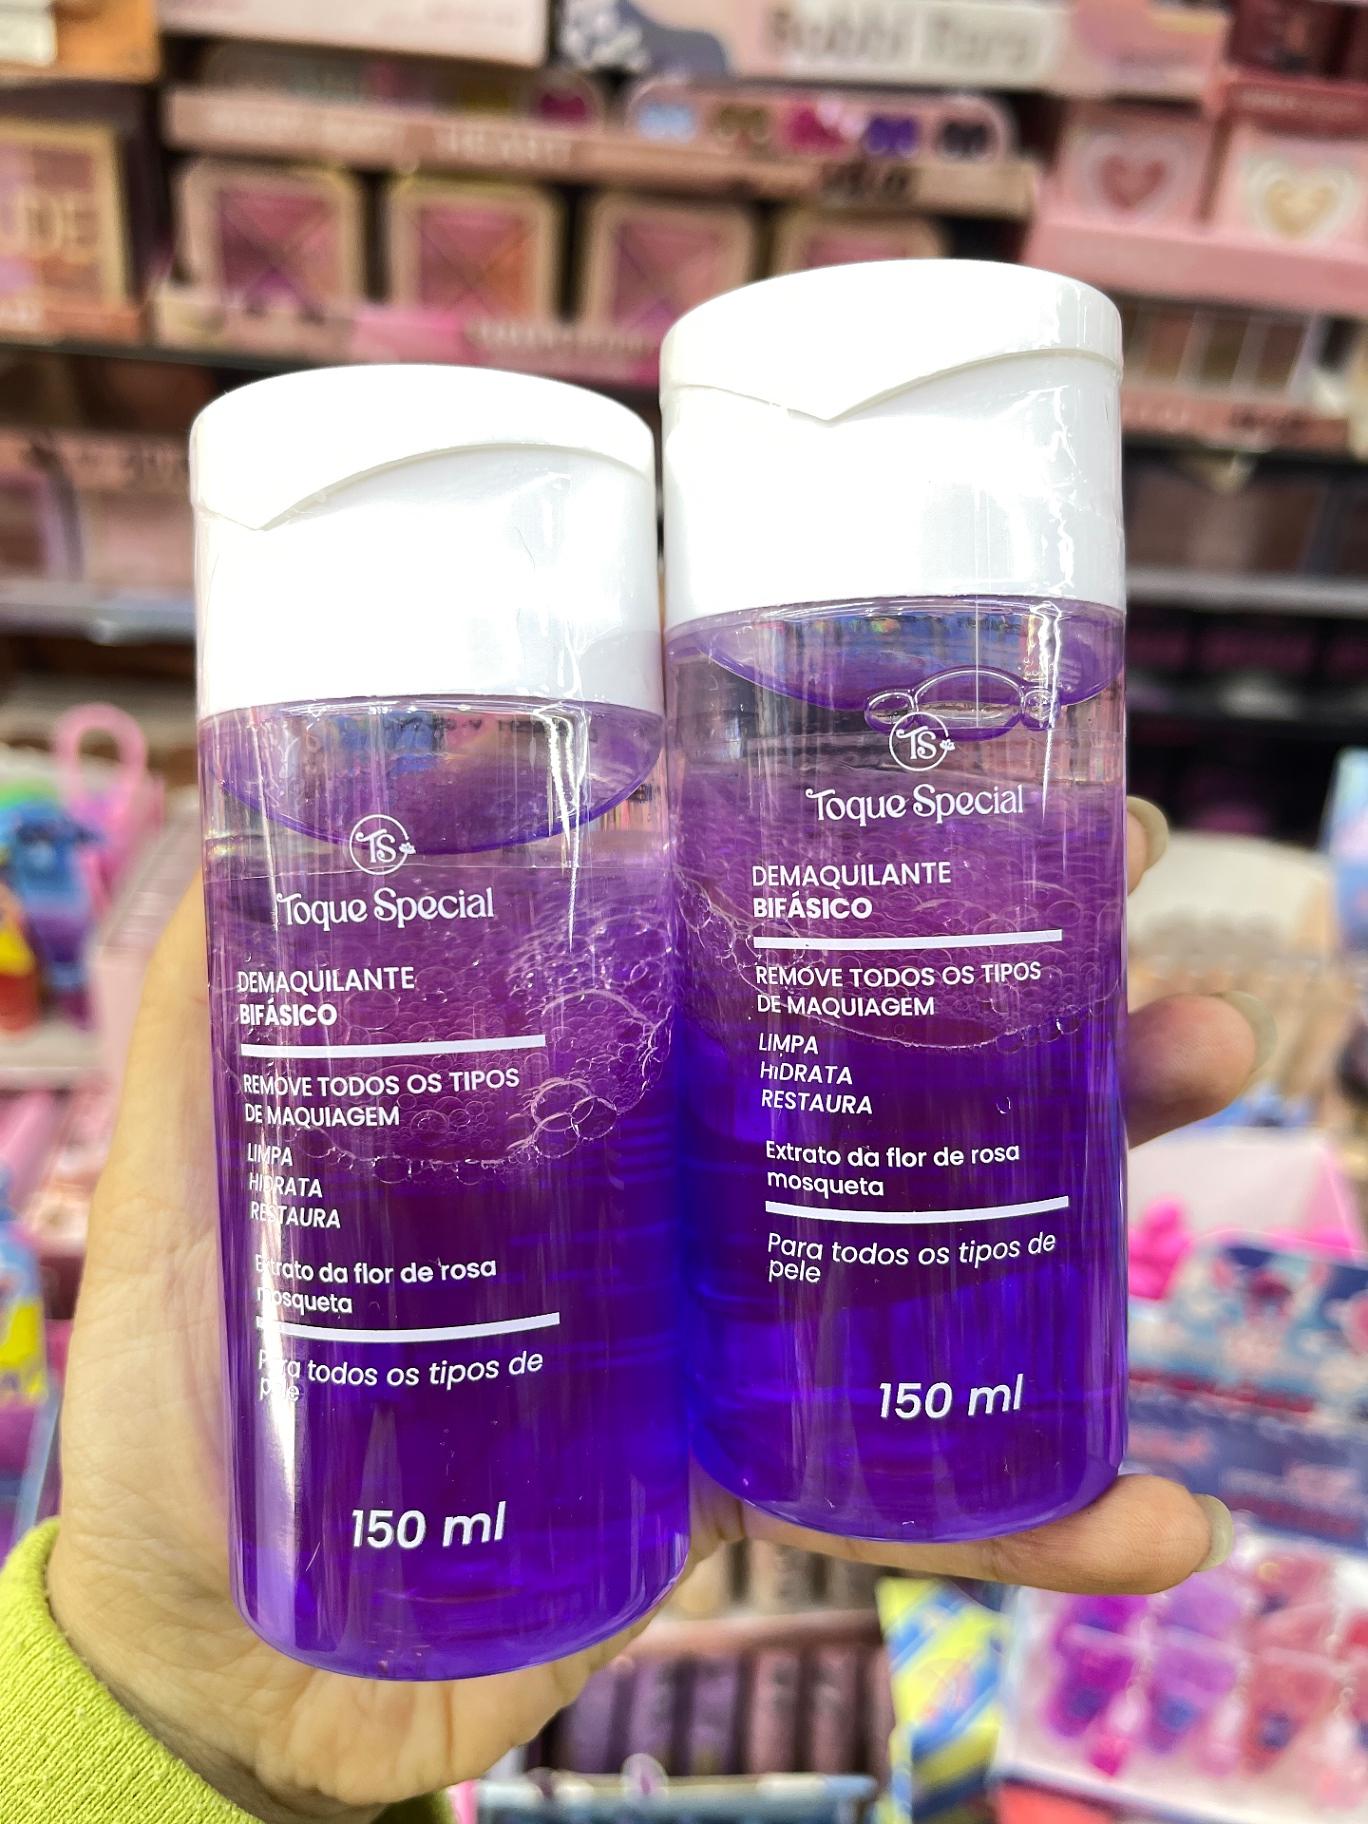 TS
Toque Special
DEMAQUILANTE
BIFÁSICO
REMOVE TODOS OS TIPOS
DE MAQUIAGEM
LIMPA
HIDRATA
RESTAURA
Extrato da flor de rosa
mosqueta
Para todos os tipos de
pele
150 ml
TS
Toque Special
DEMAQUILANTE
BIFÁSICO
REMOVE TODOS OS TIPOS
DE MAQUIAGEM
LIMPA
HIDRATA
RESTAURA
Extrato da flor de rosa
mosqueta
Para todos os tipos de
pele
150 ml